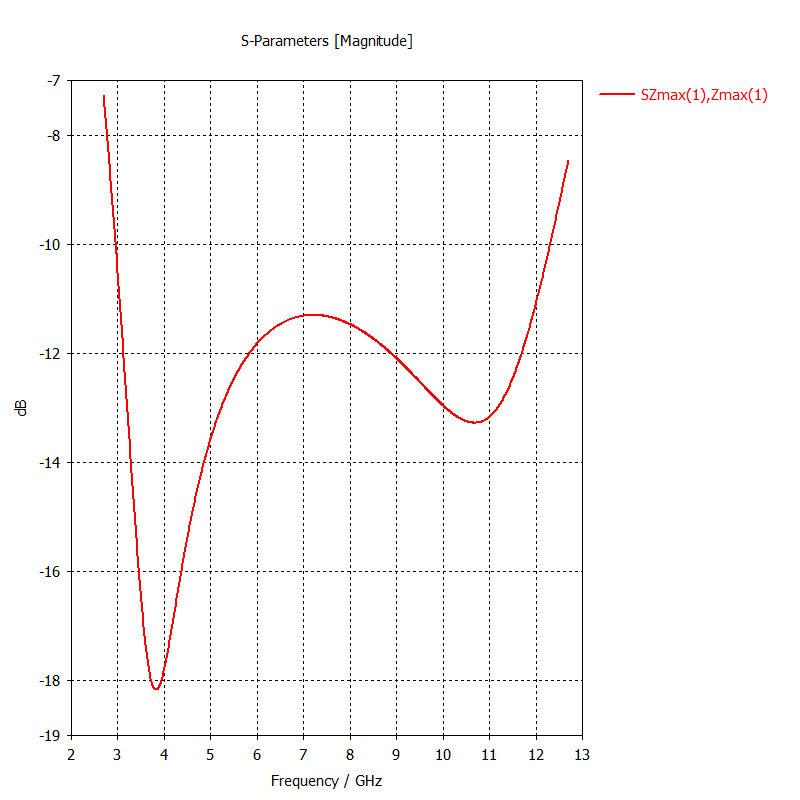 S-Parameters [Magnitude]
SZmax(1),Zmax(1)
-7
-8
-10
-12
-14
-16
-18
-19
dB
2 3 4 5 6 7 8 9 10 11 12 13
Frequency / GHz